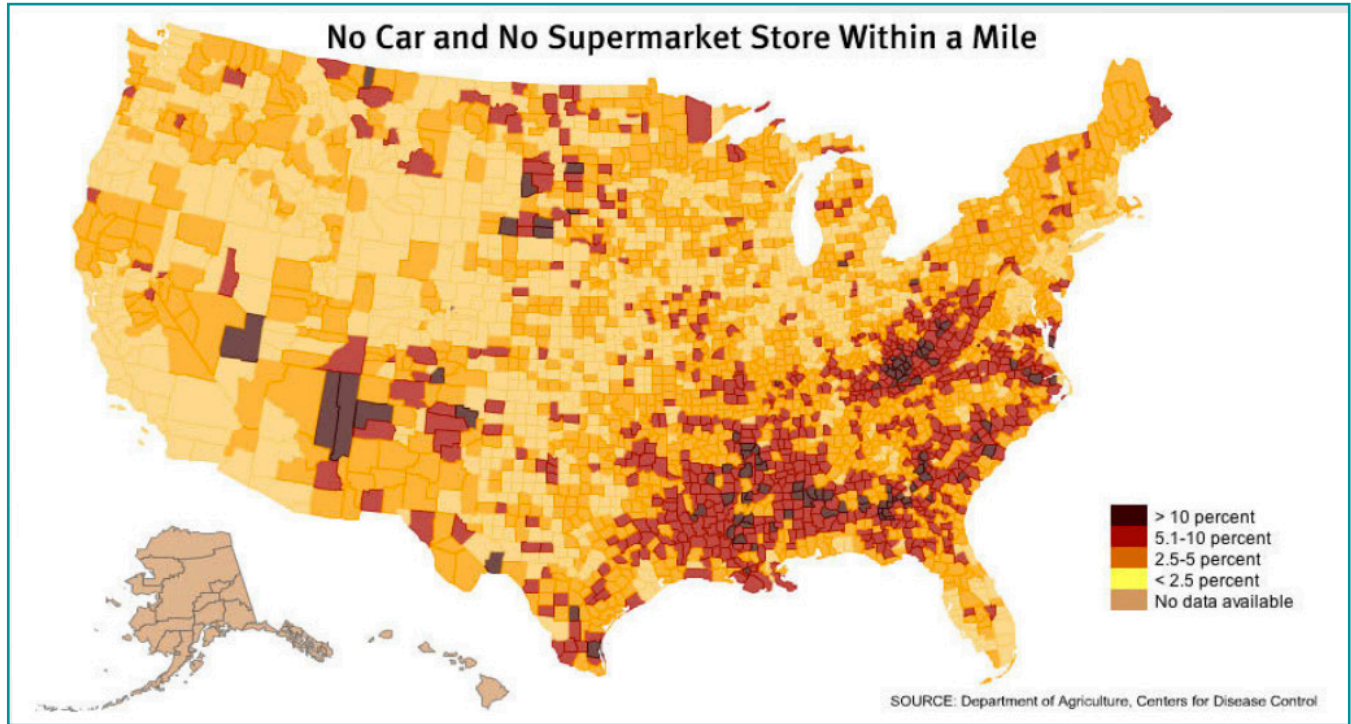 No Car and No Supermarket Store Within a Mile
> 10 percent
5.1-10 percent
2.5-5 percent
< 2.5 percent
No data available
SOURCE: Department of Agriculture, Centers for Disease Control